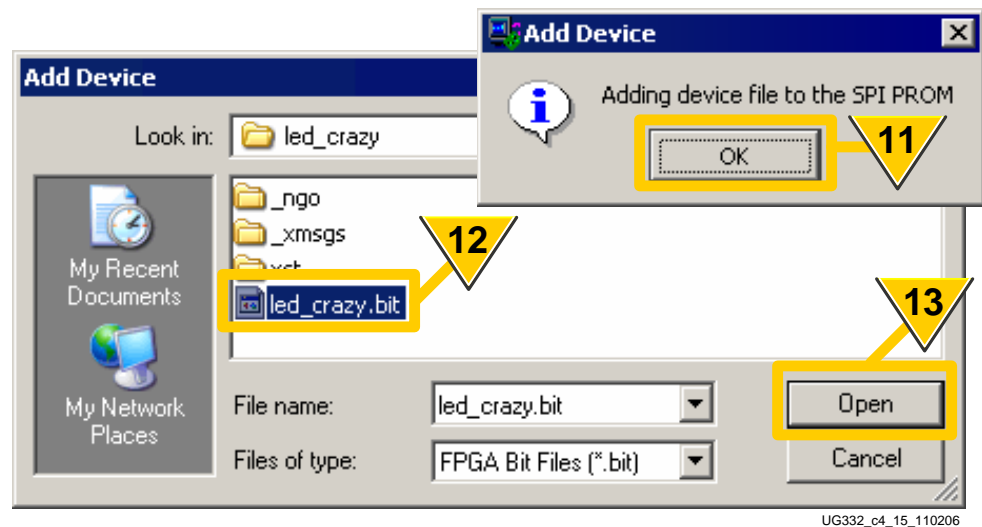 Add Device
Adding device file to the SPI PROM
OK
11
Add Device
Look in:
led_crazy
_ngo
_xmsgs
xst
led_crazy.bit
12
My Recent
Documents
My Network
Places
13
File name:
led_crazy.bit
Open
Files of type:
FPGA Bit Files (*.bit)
Cancel
UG332_c4_15_110206